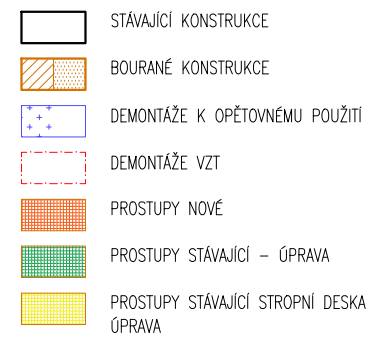 STÁVAJÍCÍ KONSTRUKCE
BOURANÉ KONSTRUKCE
DEMONTÁŽE K OPĚTOVNÉMU POUŽITÍ
DEMONTÁŽE VZT
PROSTUPY NOVÉ
PROSTUPY STÁVAJÍCÍ – ÚPRAVA
PROSTUPY STÁVAJÍCÍ STROPNÍ DESKA
ÚPRAVA